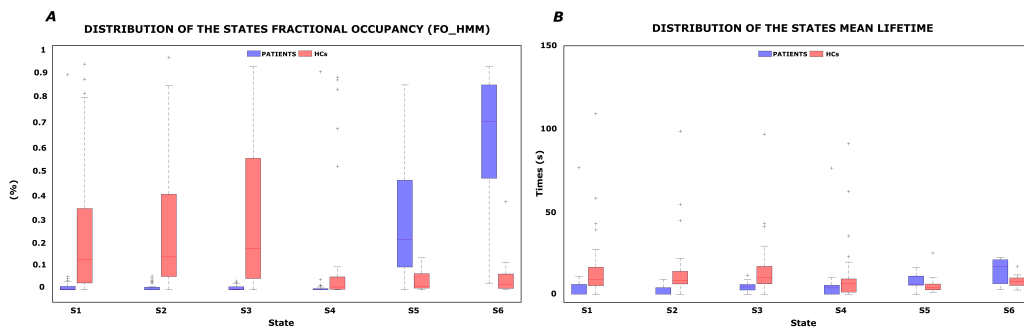 A
DISTRIBUTION OF THE STATES FRACTIONAL OCCUPANCY (FO_HMM)
PATIENTS HCs
1
0.9
0.8
0.7
0.6
0.5
0.4
0.3
0.2
0.1
0
(%)
S1 S2 S3 S4 S5 S6
State
B
DISTRIBUTION OF THE STATES MEAN LIFETIME
PATIENTS HCs
150
100
50
0
Times (s)
S1 S2 S3 S4 S5 S6
State